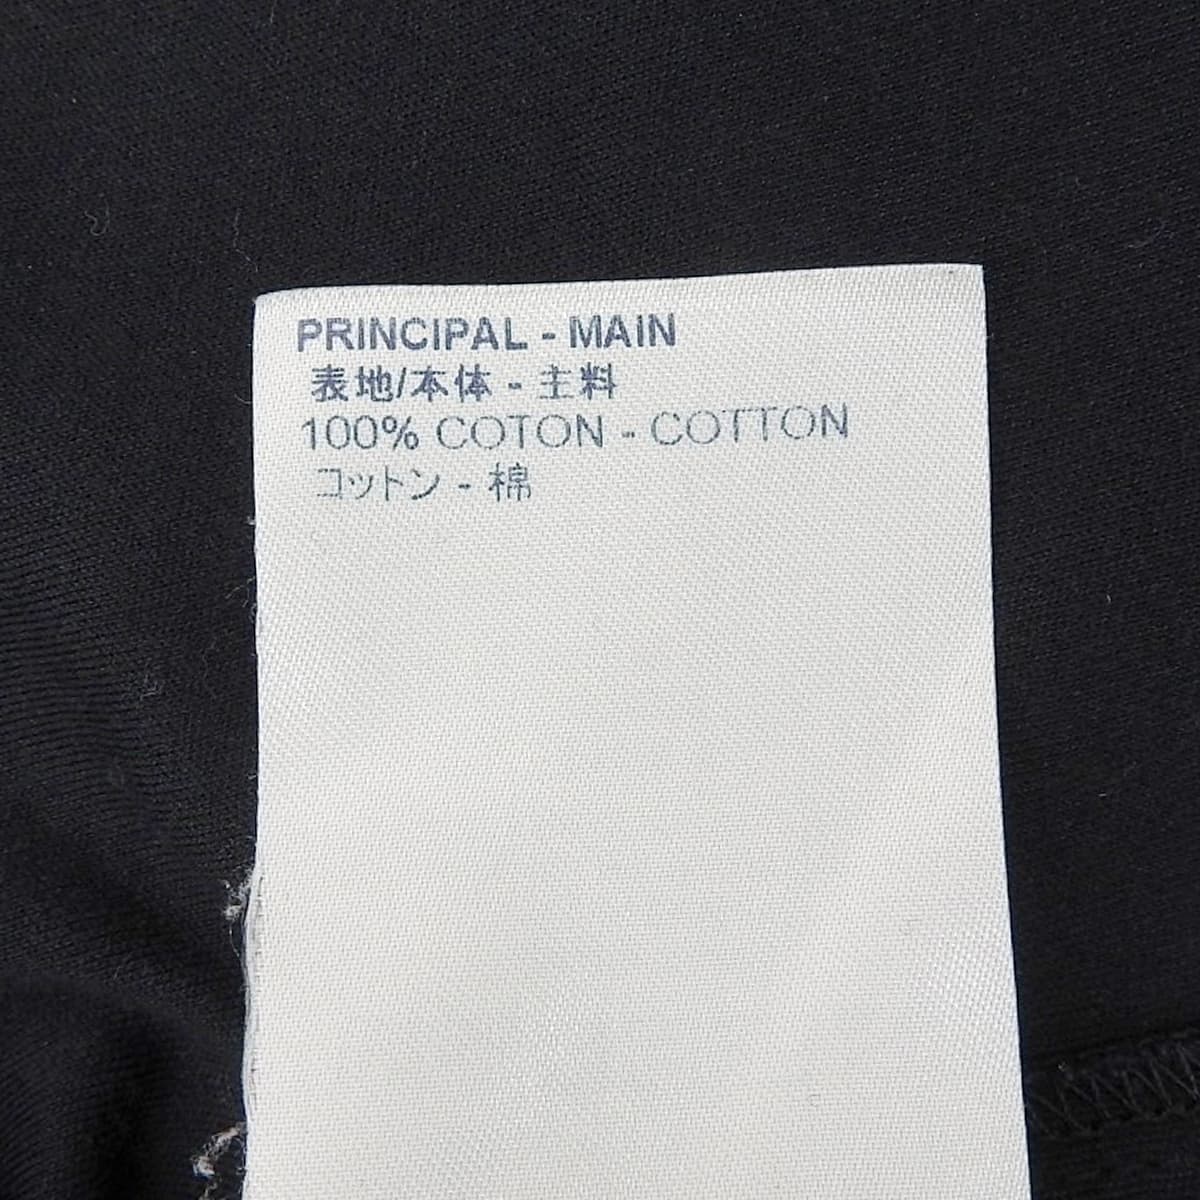 PRINCIPAL - MAIN
表地/本体 - 主料
100% COTON - COTTON
コットン - 棉